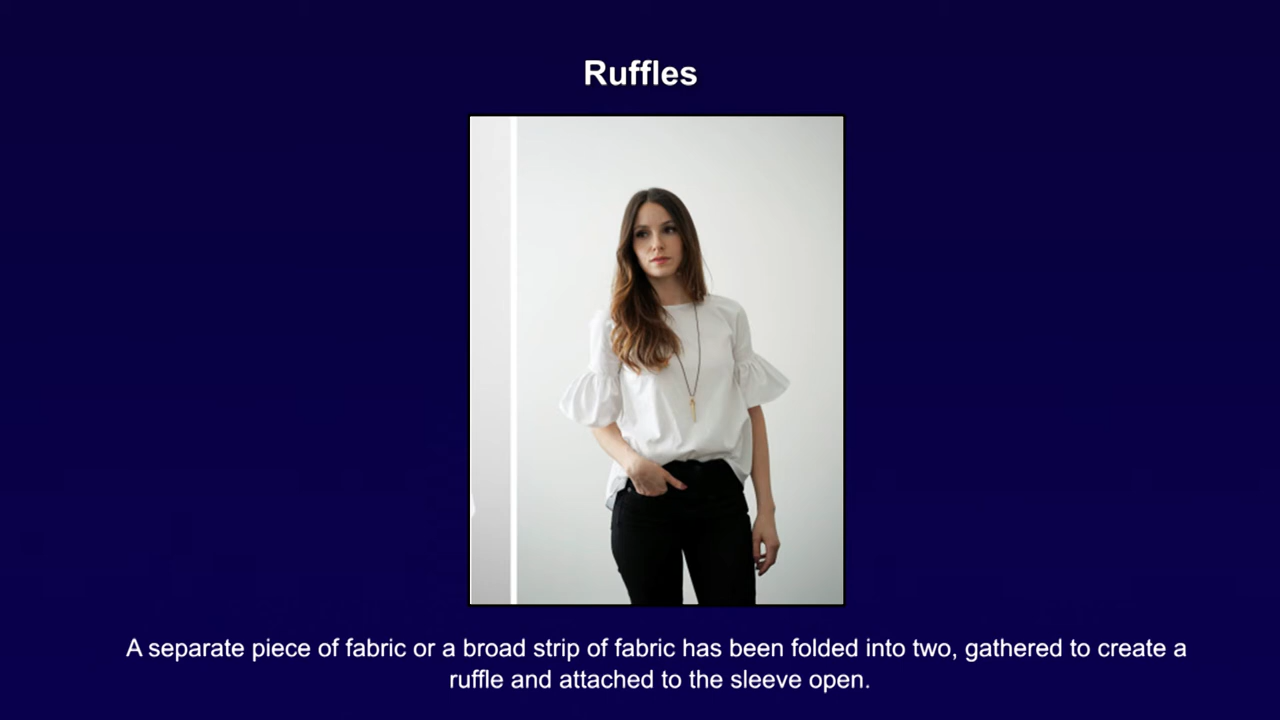 Ruffles
A separate piece of fabric or a broad strip of fabric has been folded into two, gathered to create a
ruffle and attached to the sleeve open.